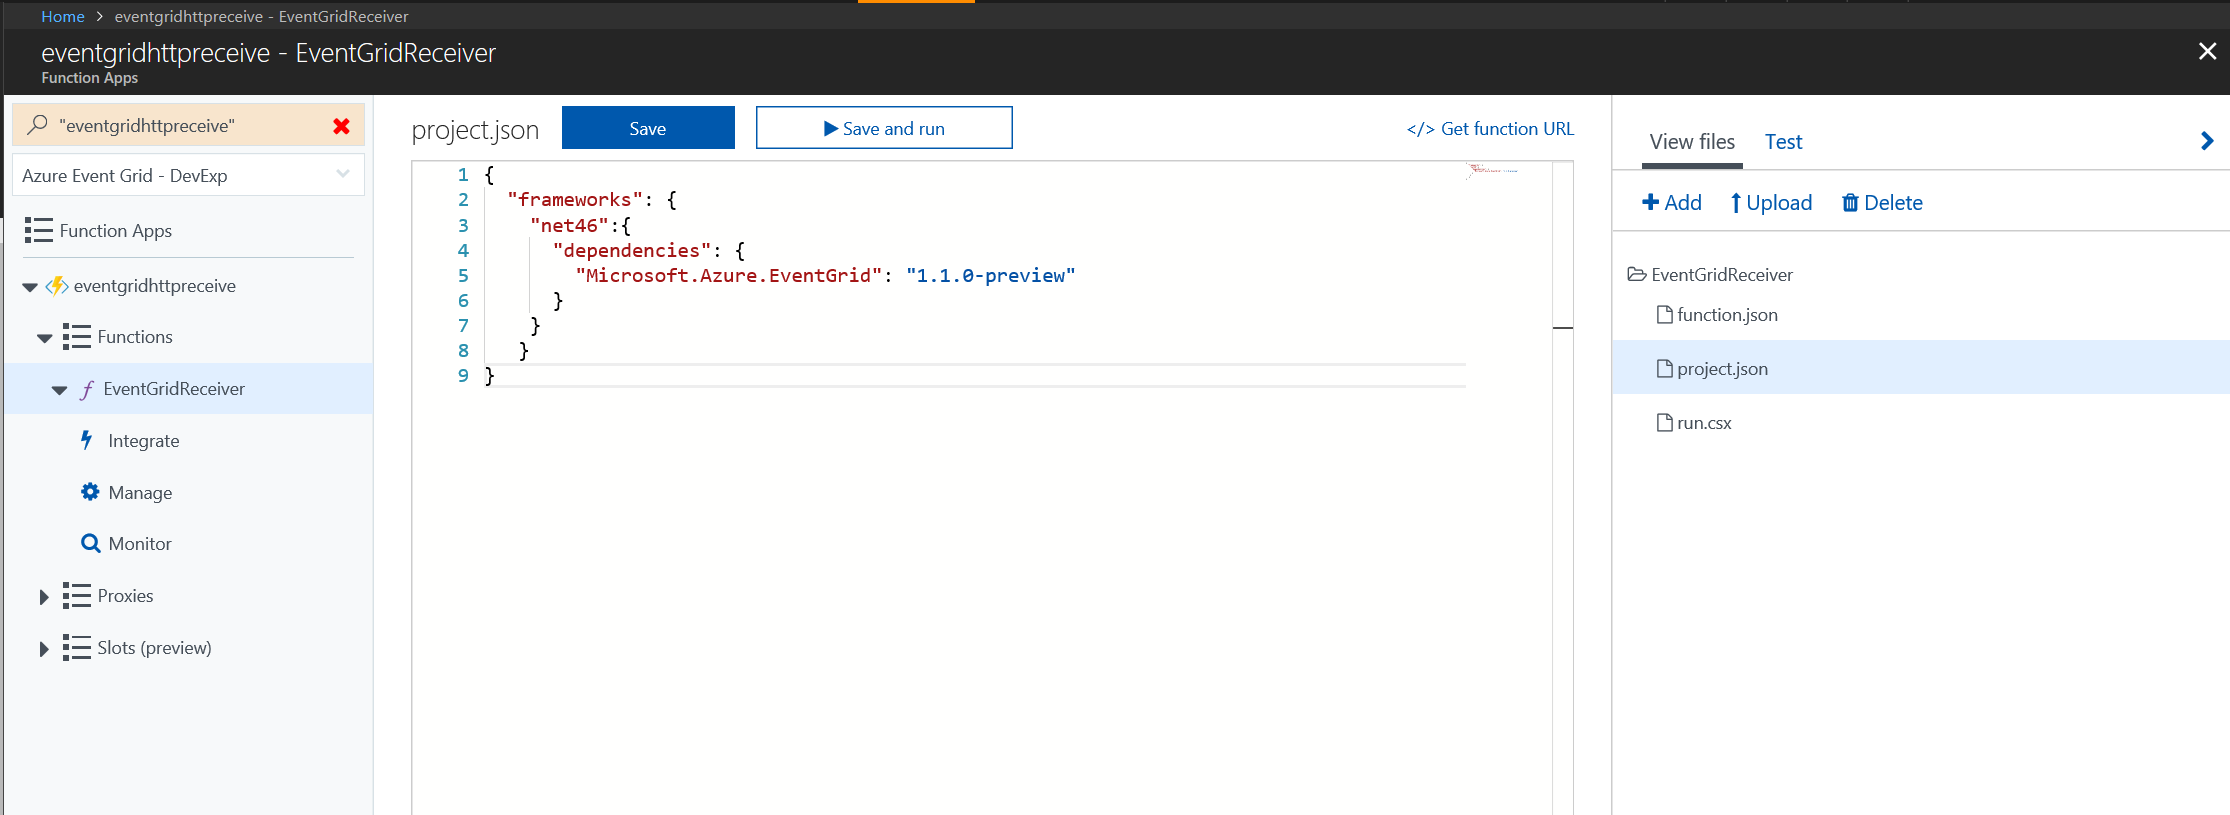 Home > eventgridhttpreceive - EventGridReceiver
eventgridhttpreceive - EventGridReceiver
Function Apps
"eventgridhttpreceive"
Azure Event Grid - DevExp
Function Apps
eventgridhttpreceive
Functions
EventGridReceiver
Integrate
Manage
Monitor
Proxies
Slots (preview)
project.json
Save
Save and run
</> Get function URL
1 {
2 "frameworks": {
3 "net46":{
4 "dependencies": {
5 "Microsoft.Azure.EventGrid": "1.1.0-preview"
6 }
7 }
8 }
9 }
View files Test
Add Upload Delete
EventGridReceiver
function.json
project.json
run.csx